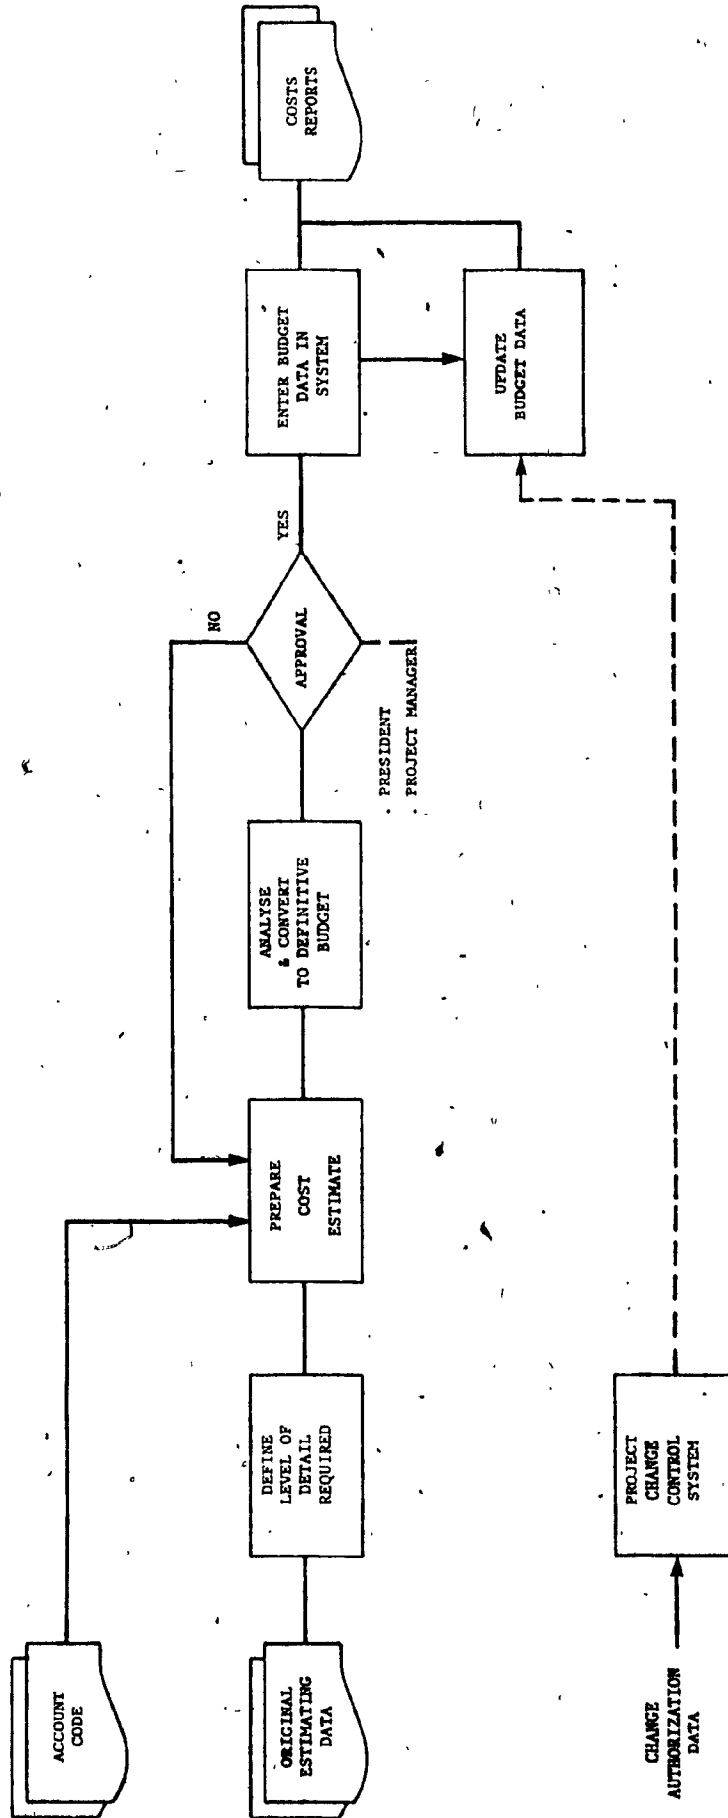 ACCOUNT
CODE
ORIGINAL
ESTIMATING
DATA
DEFINE
LEVEL OF
DETAIL
REQUIRED
PREPARE
COST
ESTIMATE
ANALYSE
& CONVERT
TO DEFINITIVE
BUDGET
APPROVAL
NO
YES
. PRESIDENT
. PROJECT MANAGER
ENTER BUDGET
DATA IN
SYSTEM
COSTS
REPORTS
UPDATE
BUDGET DATA
CHANGE
AUTHORIZATION
DATA
PROJECT
CHANGE
CONTROL
SYSTEM